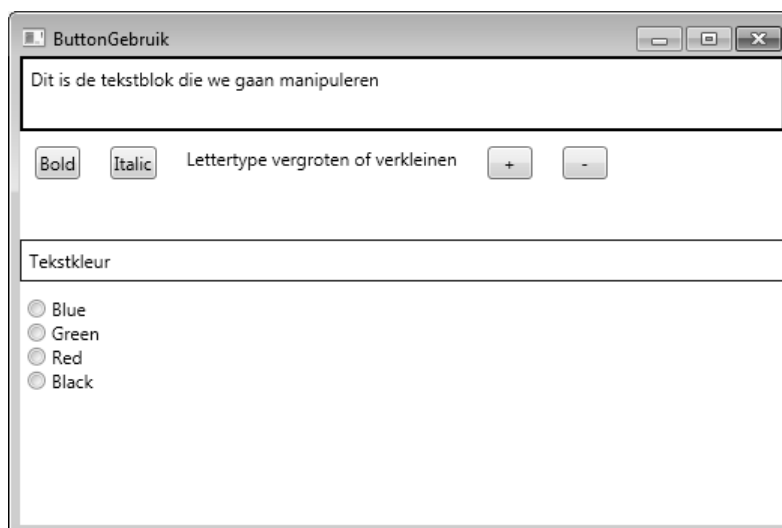 ButtonGebruik
Dit is de tekstblok die we gaan manipuleren
Bold Italic Lettertype vergroten of verkleinen + -
Tekstkleur
Blue
Green
Red
Black